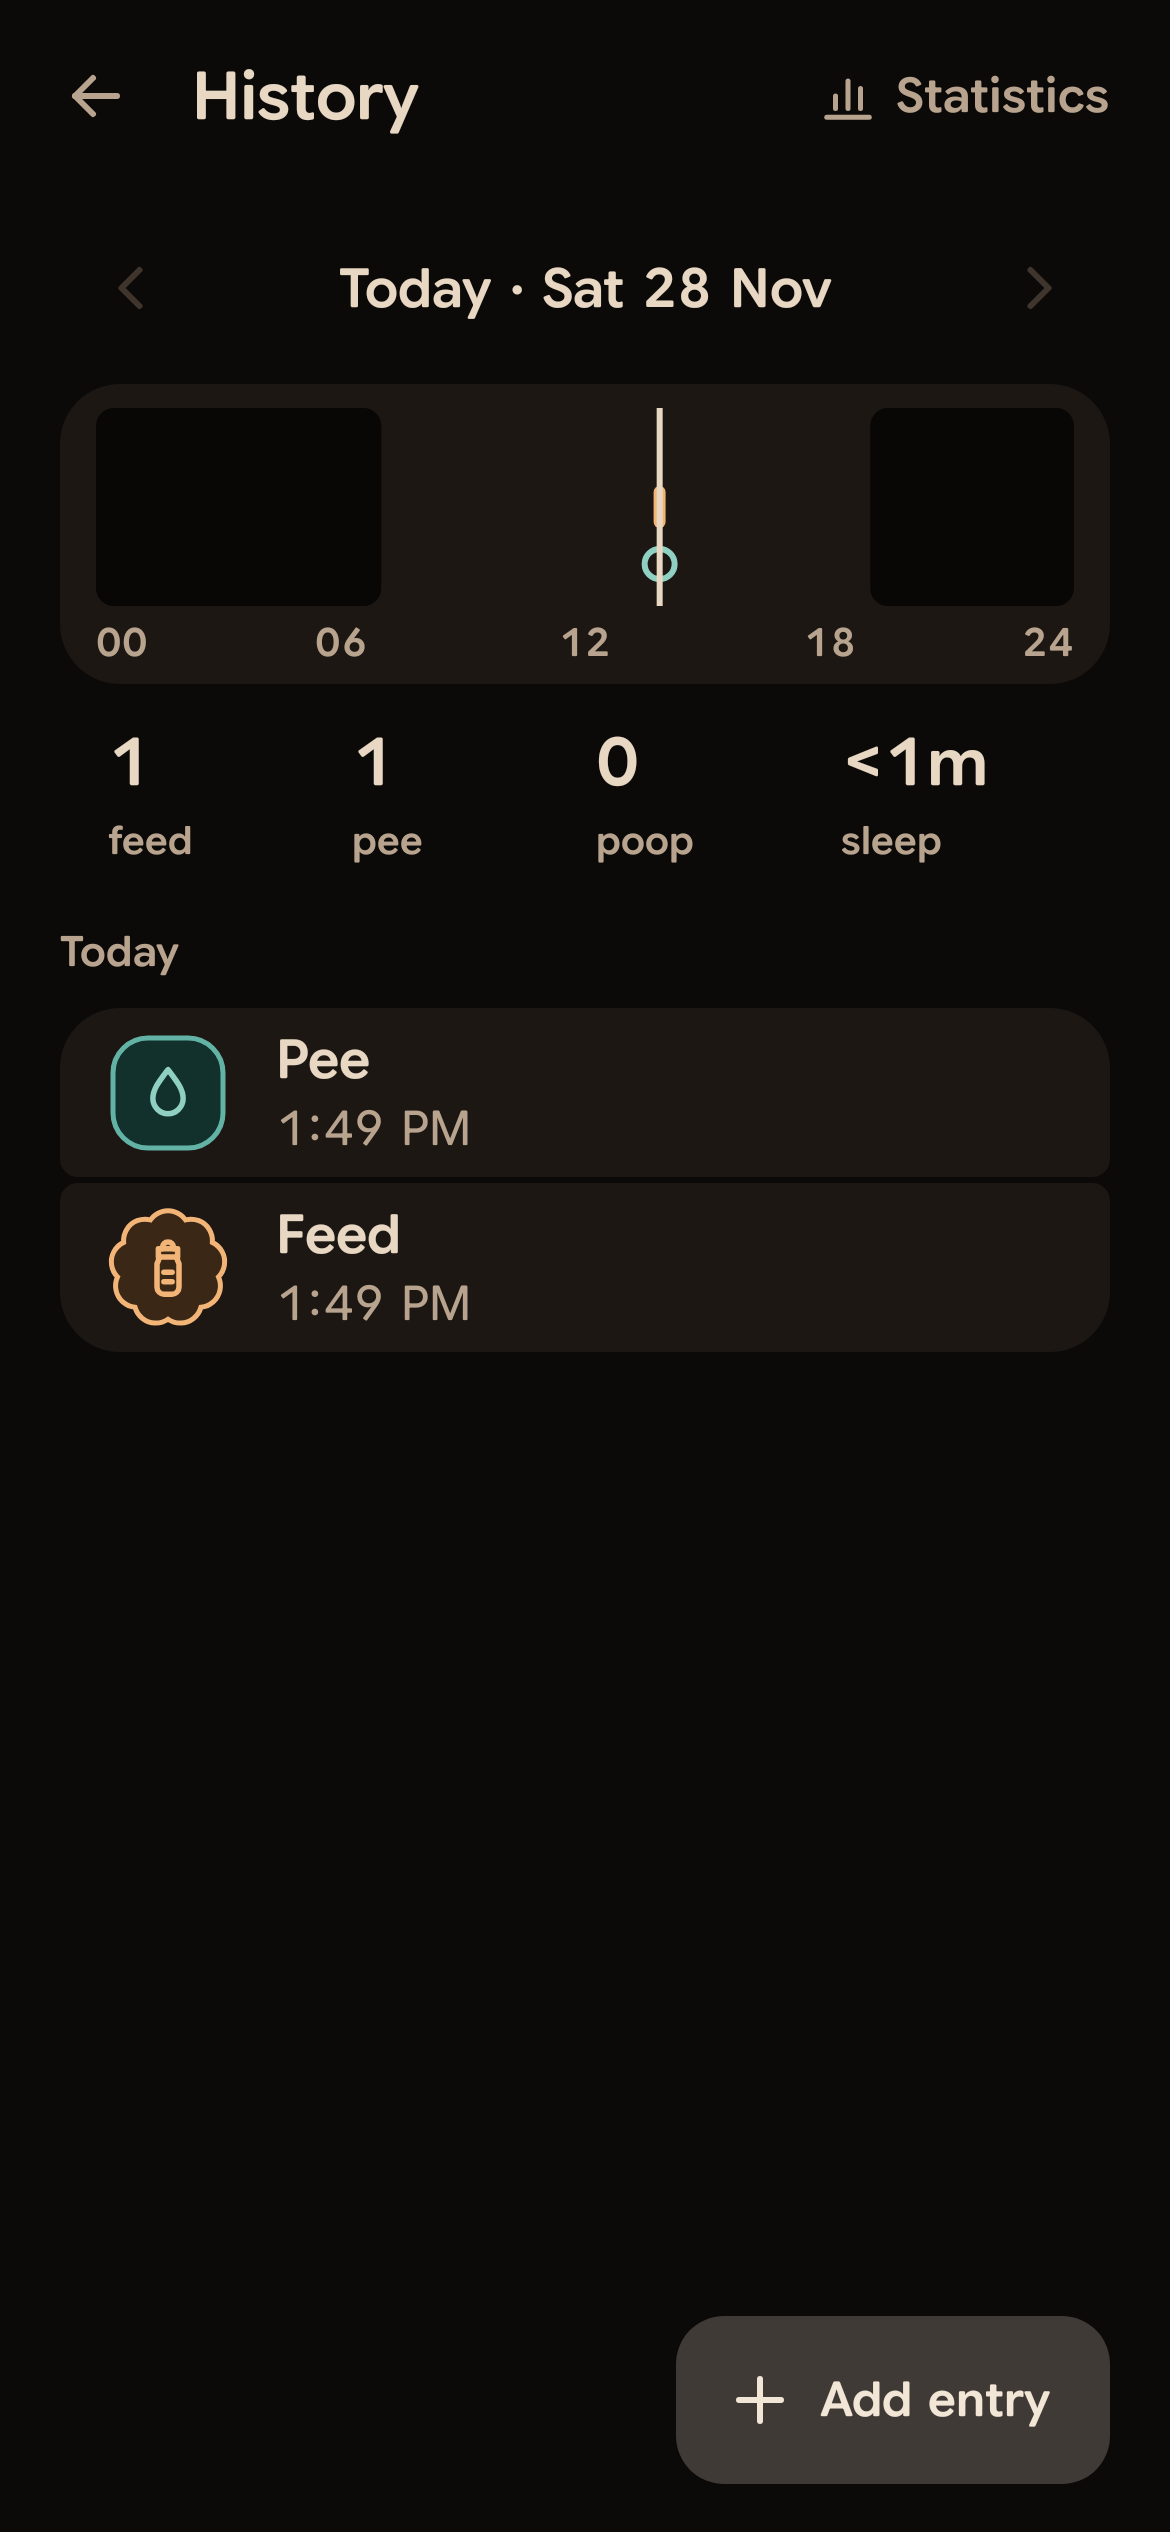 History
Statistics
Today · Sat 28 Nov
00 06 12 18 24
1 1 0 <1m
feed pee poop sleep
Today
Pee
1:49 PM
Feed
1:49 PM
Add entry